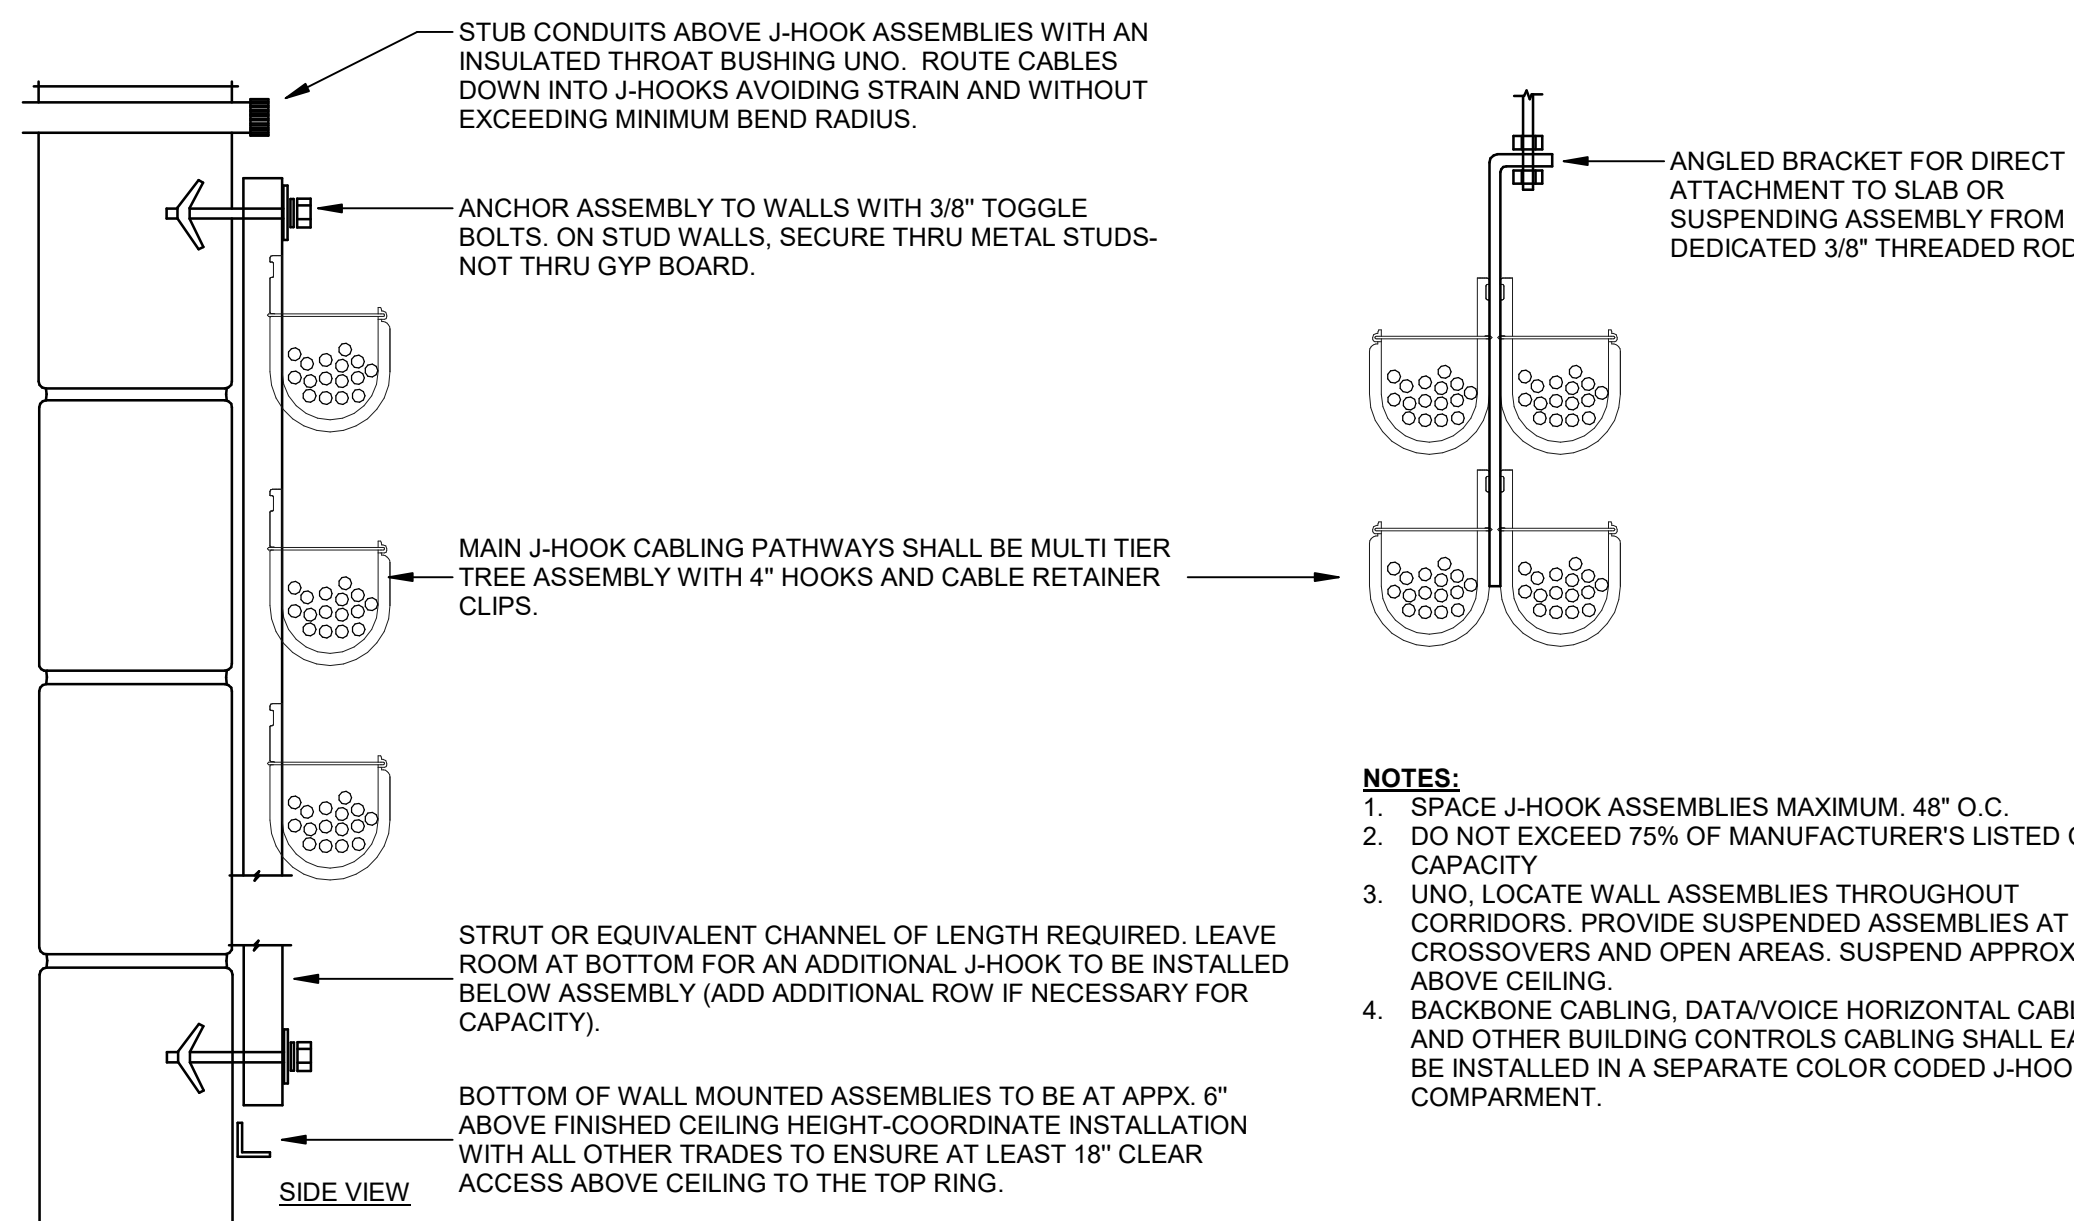 STUB CONDUITS ABOVE J-HOOK ASSEMBLIES WITH AN
INSULATED THROAT BUSHING UNO. ROUTE CABLES
DOWN INTO J-HOOKS AVOIDING STRAIN AND WITHOUT
EXCEEDING MINIMUM BEND RADIUS.
ANCHOR ASSEMBLY TO WALLS WITH 3/8" TOGGLE
BOLTS. ON STUD WALLS, SECURE THRU METAL STUDS-
NOT THRU GYP BOARD.
MAIN J-HOOK CABLING PATHWAYS SHALL BE MULTI TIER
TREE ASSEMBLY WITH 4" HOOKS AND CABLE RETAINER
CLIPS.
STRUT OR EQUIVALENT CHANNEL OF LENGTH REQUIRED. LEAVE
ROOM AT BOTTOM FOR AN ADDITIONAL J-HOOK TO BE INSTALLED
BELOW ASSEMBLY (ADD ADDITIONAL ROW IF NECESSARY FOR
CAPACITY).
BOTTOM OF WALL MOUNTED ASSEMBLIES TO BE AT APPX. 6"
ABOVE FINISHED CEILING HEIGHT-COORDINATE INSTALLATION
WITH ALL OTHER TRADES TO ENSURE AT LEAST 18" CLEAR
ACCESS ABOVE CEILING TO THE TOP RING.
SIDE VIEW
ANGLED BRACKET FOR DIRECT
ATTACHMENT TO SLAB OR
SUSPENDING ASSEMBLY FROM
DEDICATED 3/8" THREADED ROD
NOTES:
1. SPACE J-HOOK ASSEMBLIES MAXIMUM. 48" O.C.
2. DO NOT EXCEED 75% OF MANUFACTURER'S LISTED
CAPACITY
3. UNO, LOCATE WALL ASSEMBLIES THROUGHOUT
CORRIDORS. PROVIDE SUSPENDED ASSEMBLIES AT
CROSSOVERS AND OPEN AREAS. SUSPEND APPROX
ABOVE CEILING.
4. BACKBONE CABLING, DATA/VOICE HORIZONTAL
AND OTHER BUILDING CONTROLS CABLING SHALL
BE INSTALLED IN A SEPARATE COLOR CODED
COMPARMENT.